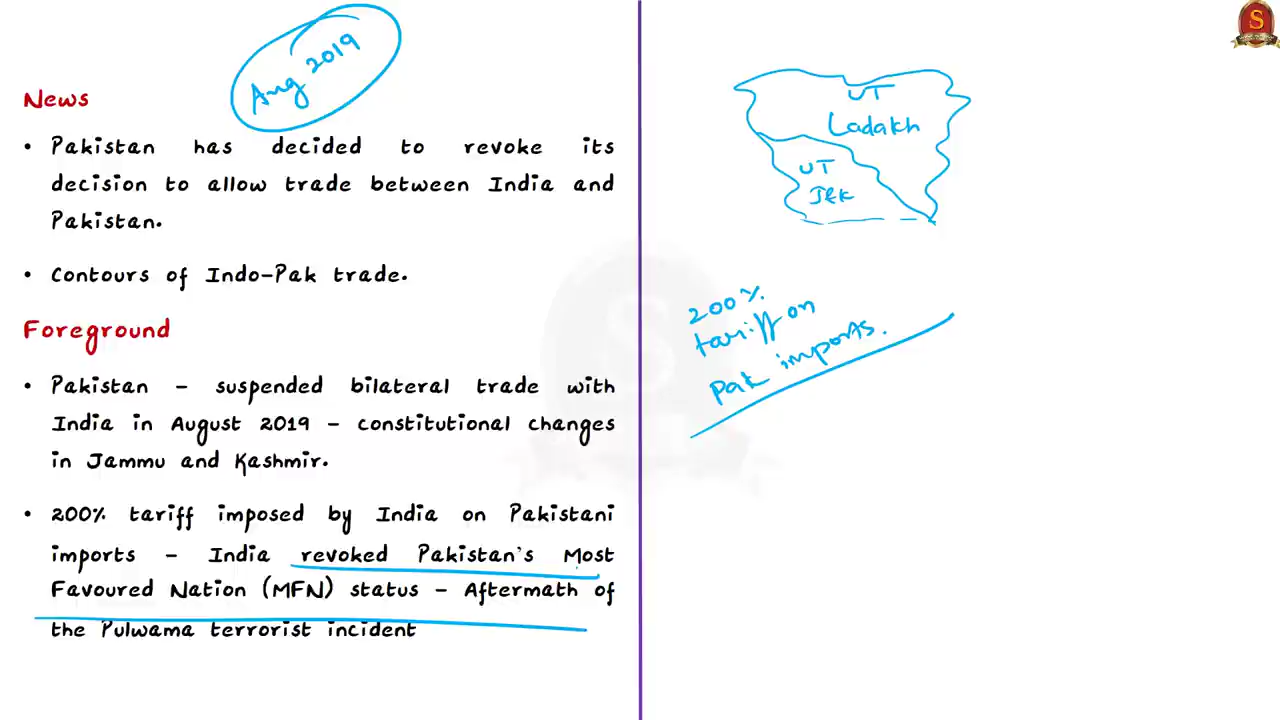 Aug 2019
News
• Pakistan has decided to revoke its
decision to allow trade between India and
Pakistan.
• Contours of Indo-Pak trade.
Foreground
• Pakistan - suspended bilateral trade with
India in August 2019 - constitutional changes
in Jammu and Kashmir.
• 200% tariff imposed by India on Pakistani
imports - India revoked Pakistan's Most
Favoured Nation (MFN) status - Aftermath of
the Pulwama terrorist incident
UT
Ladakh
UT
J&K
200%
tariff on
pak imports.
S